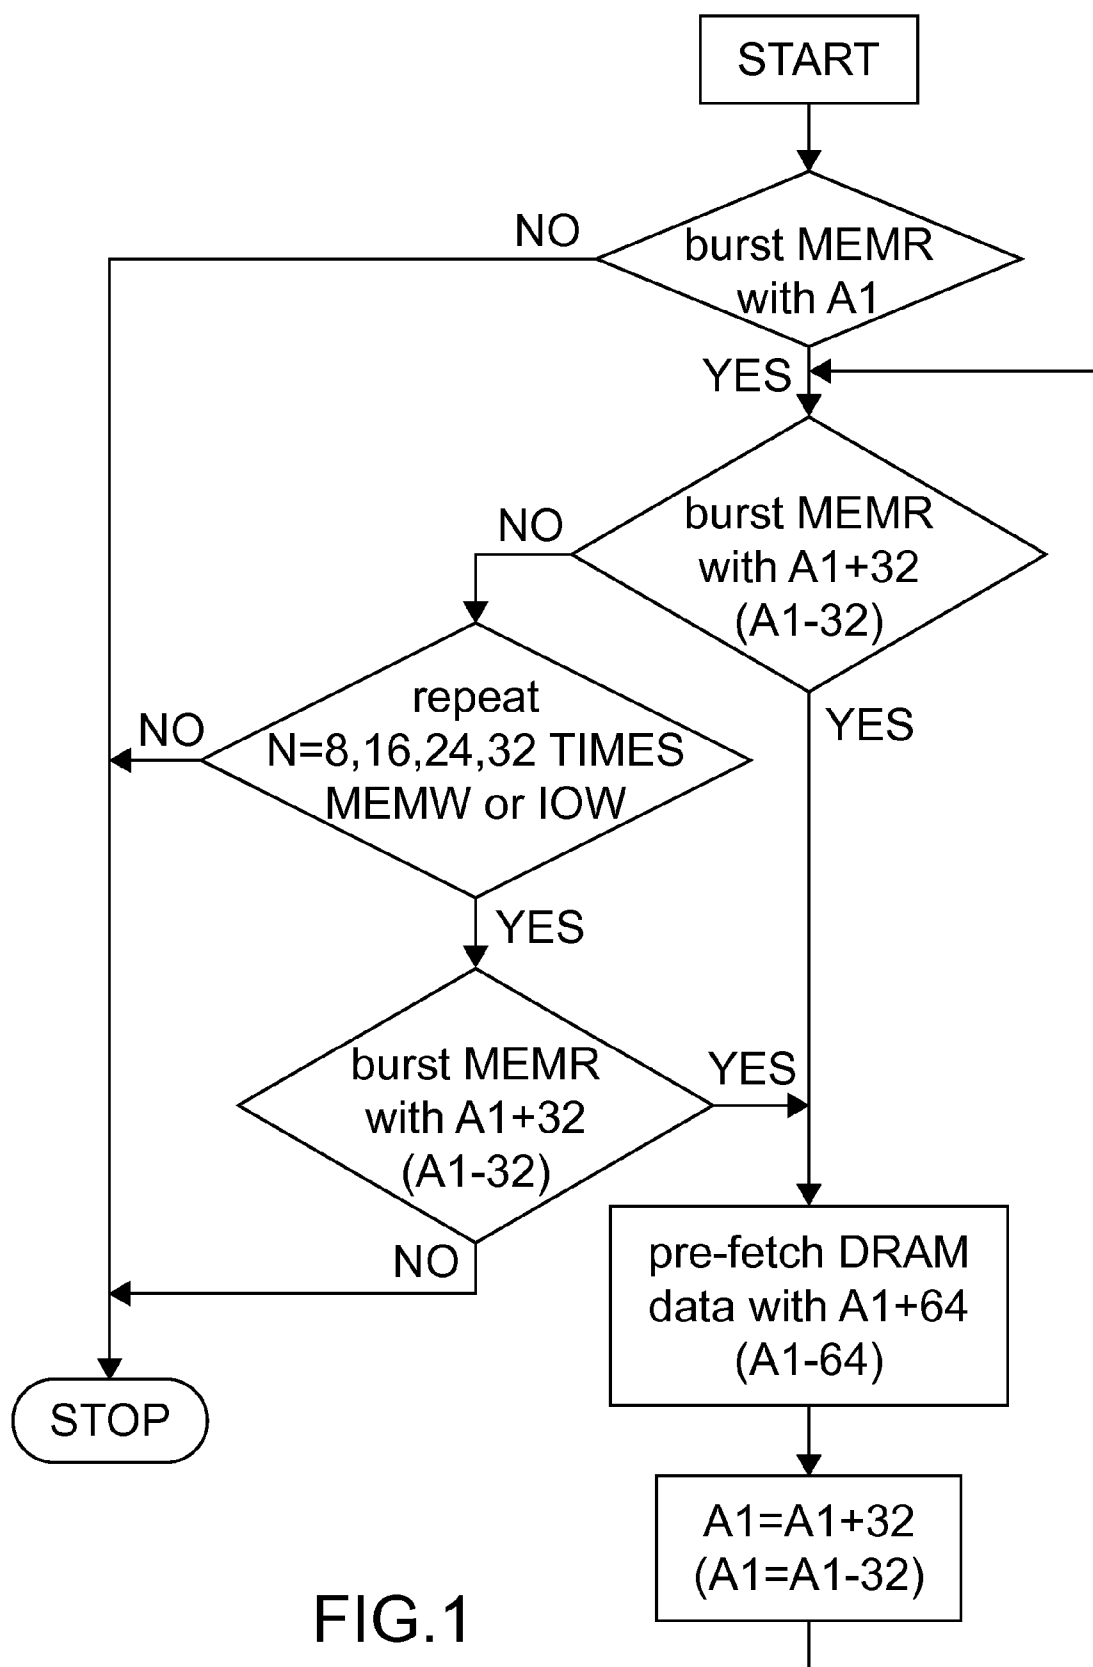 START
NO
burst MEMR
with A1
YES
NO
burst MEMR
with A1+32
(A1-32)
YES
NO
repeat
N=8,16,24,32 TIMES
MEMW or IOW
YES
burst MEMR
with A1+32
(A1-32)
YES
NO
pre-fetch DRAM
data with A1+64
(A1-64)
STOP
A1=A1+32
(A1=A1-32)
FIG.1